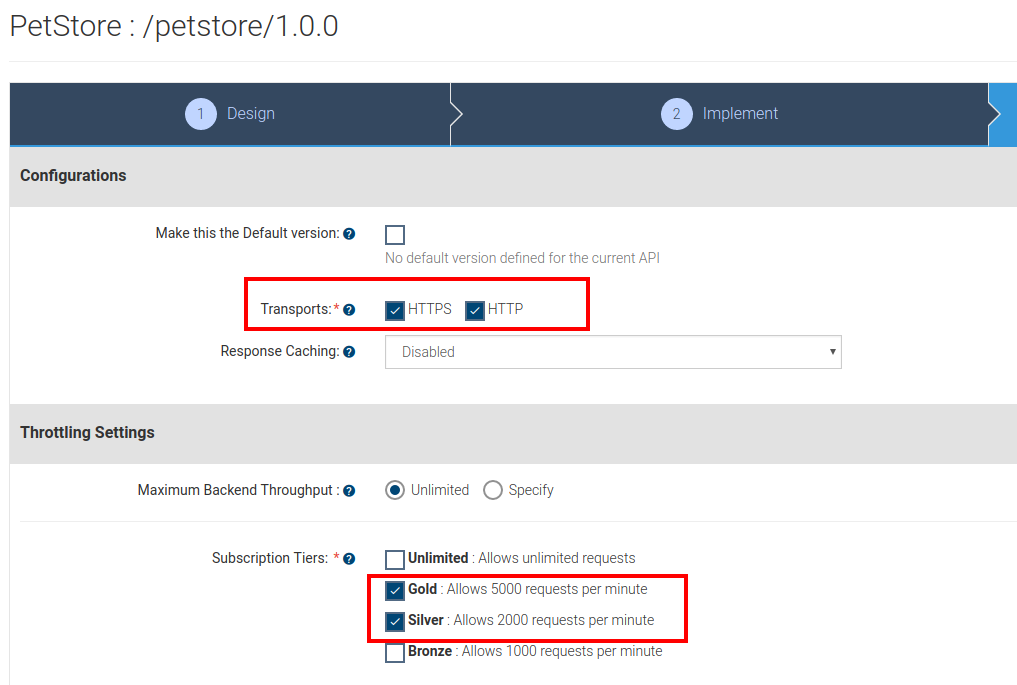 PetStore : /petstore/1.0.0
1 Design 2 Implement
Configurations
Make this the Default version: ?
No default version defined for the current API
Transports:* ? HTTPS HTTP
Response Caching: ? Disabled
Throttling Settings
Maximum Backend Throughput : ? Unlimited Specify
Subscription Tiers: * ? Unlimited : Allows unlimited requests
Gold : Allows 5000 requests per minute
Silver : Allows 2000 requests per minute
Bronze : Allows 1000 requests per minute